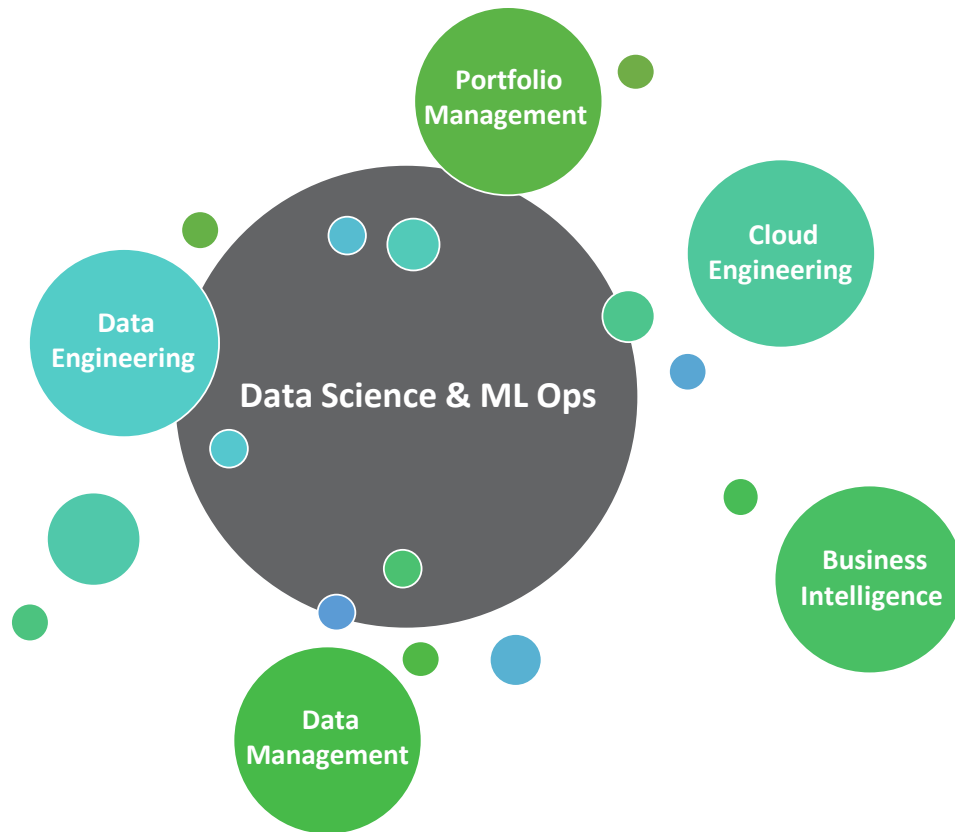 Portfolio
Management
Cloud
Engineering
Data
Engineering
Data Science & ML Ops
Business
Intelligence
Data
Management